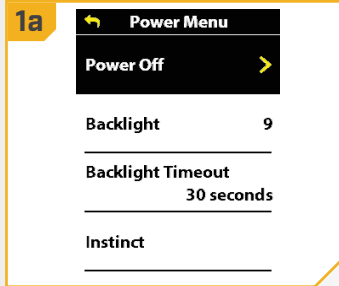 1a
Power Menu
Power Off
Backlight 9
Backlight Timeout
30 seconds
Instinct